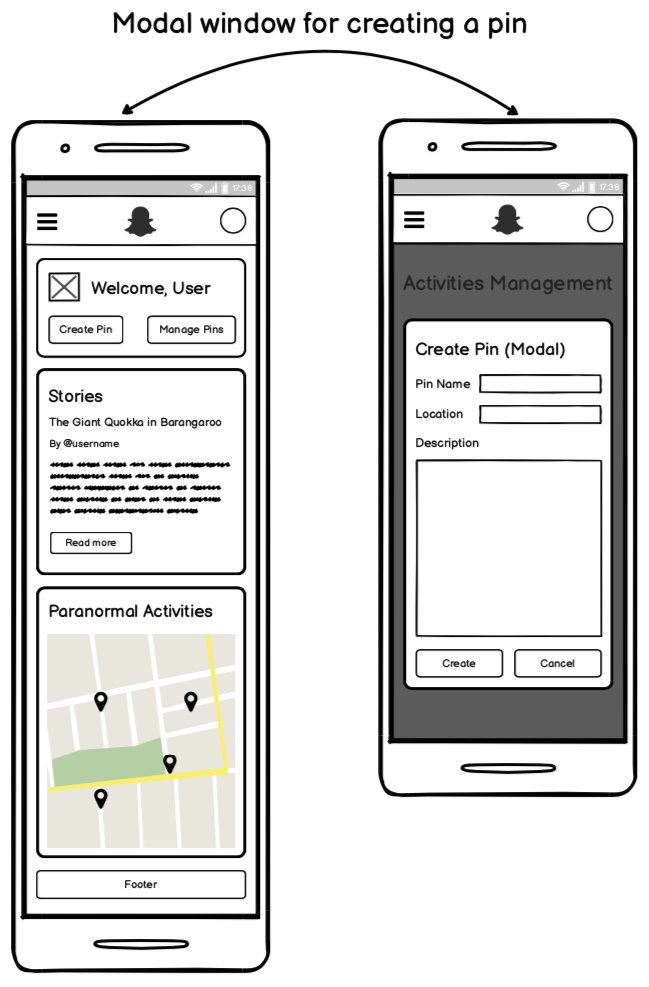 Modal window for creating a pin
17:38
Welcome, User
Create Pin
Manage Pins
Stories
The Giant Quokka in Barangaroo
By @username
Read more
Paranormal Activities
Footer
17:38
Activities Management
Create Pin (Modal)
Pin Name
Location
Description
Create
Cancel